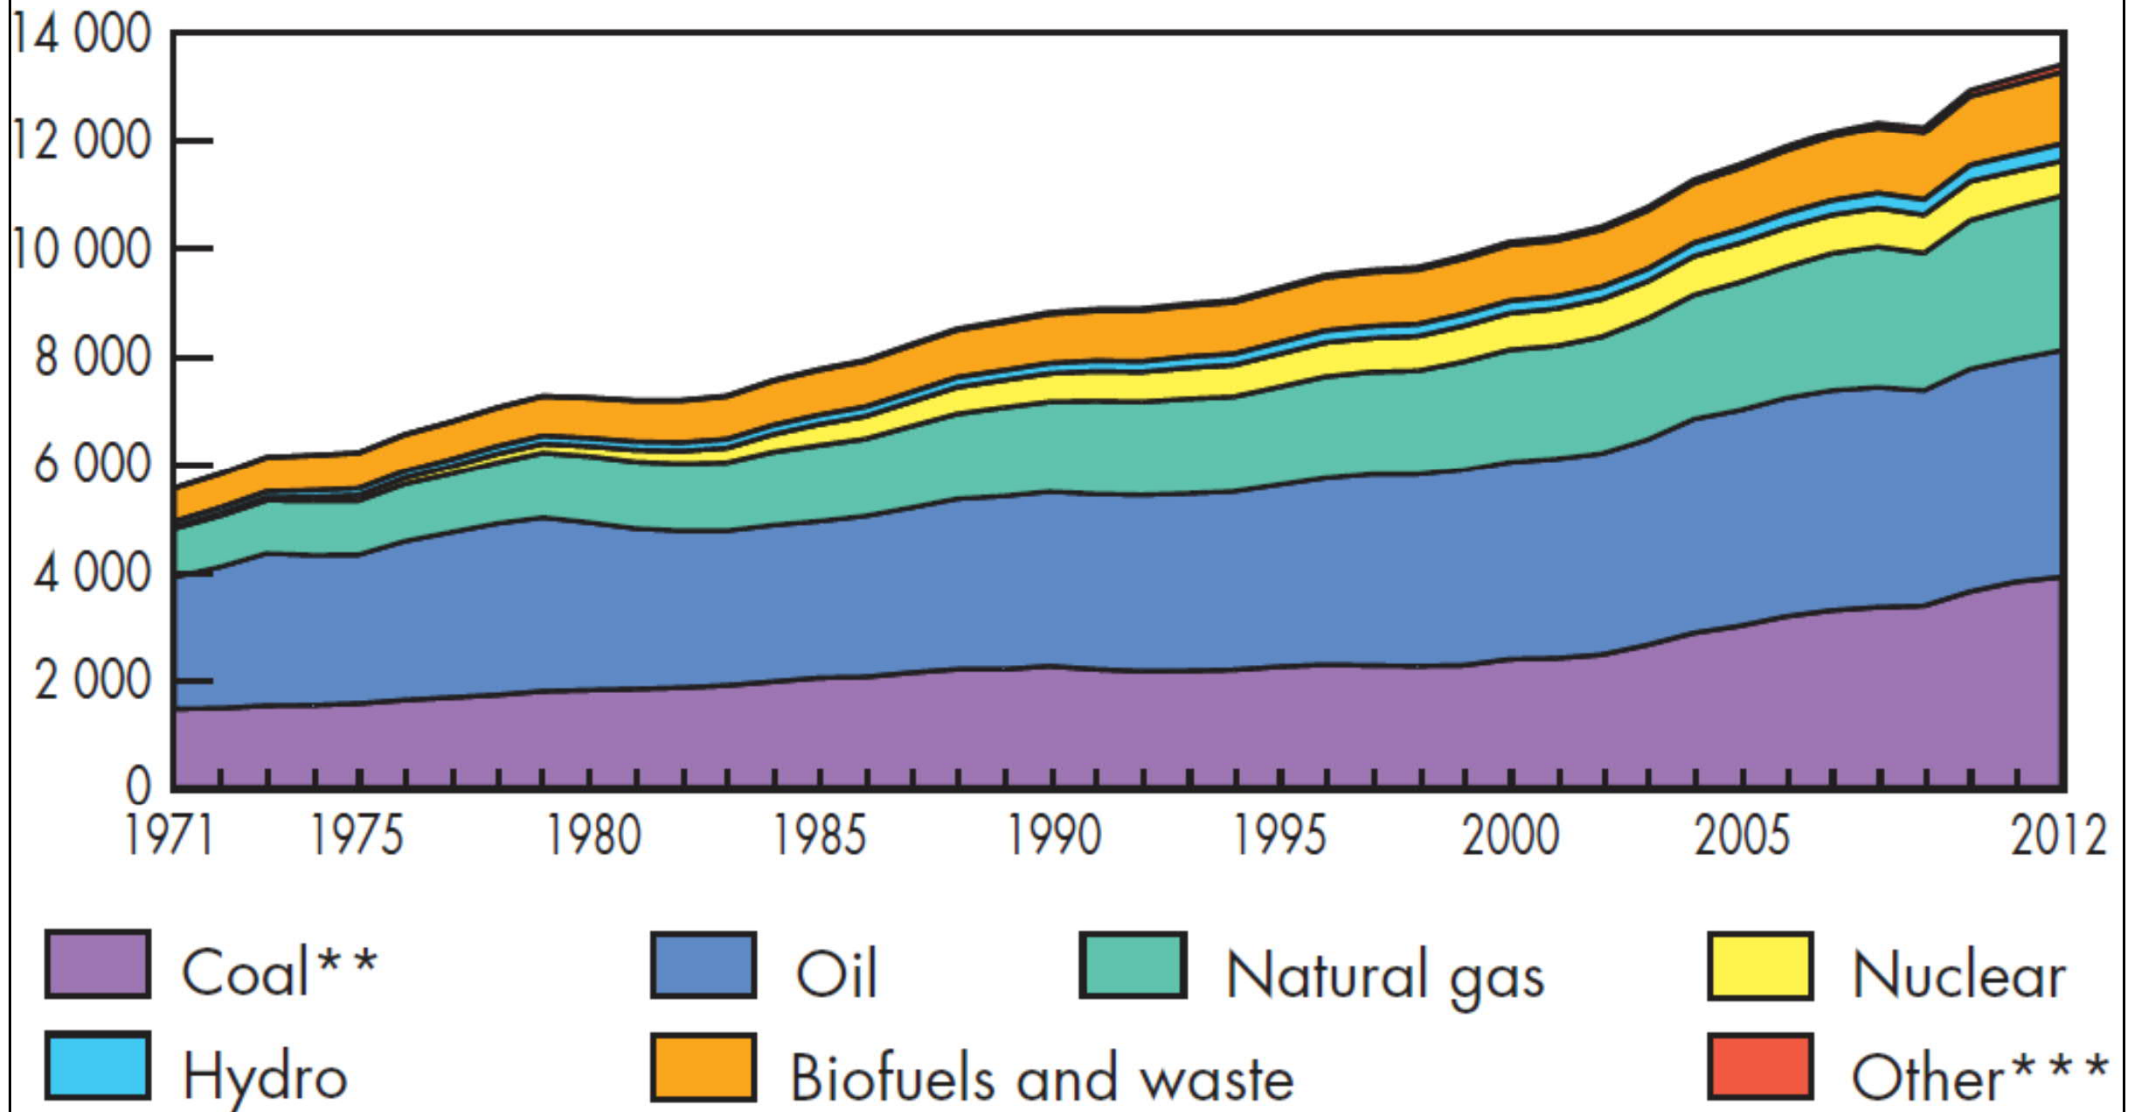 14 000
12 000
10 000
8 000
6 000
4 000
2 000
0
1971 1975 1980 1985 1990 1995 2000 2005 2012
Coal** Oil Natural gas Nuclear
Hydro Biofuels and waste Other***